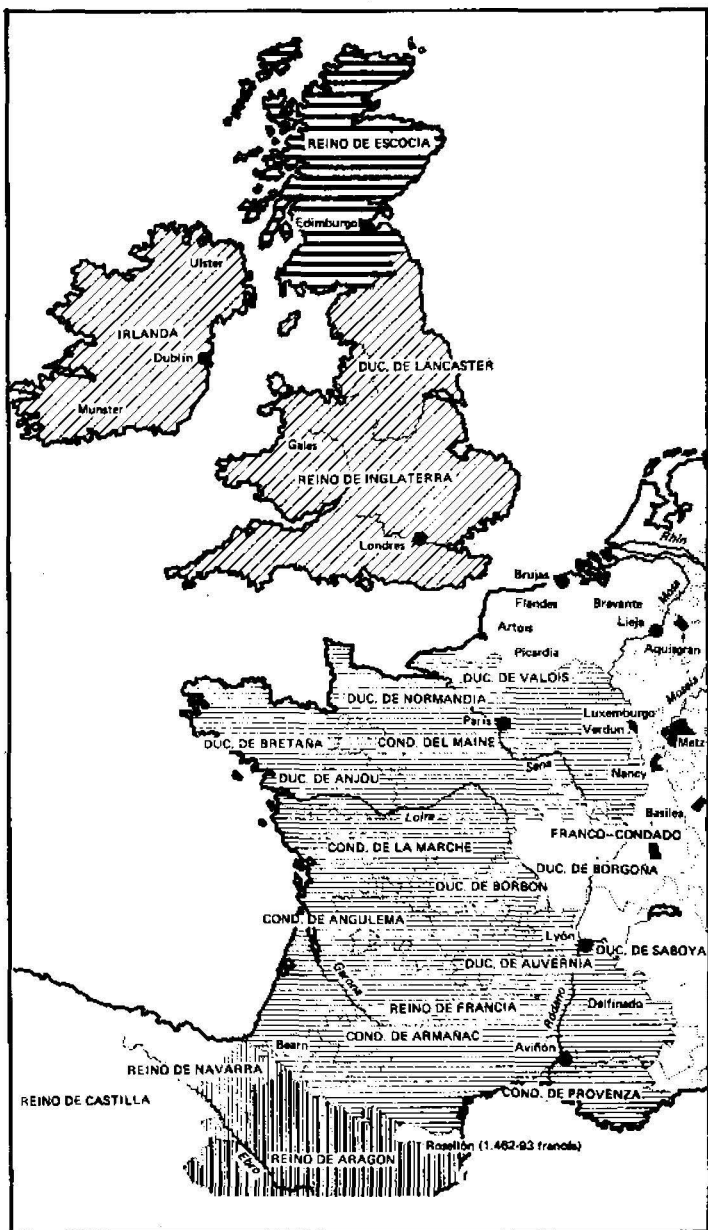 REINO DE ESCOCIA
Edimburgo
Ulster
IRLANDA
Dublín
DUC. DE LANCASTER
Munster
Gales
REINO DE INGLATERRA
Londres
Rhin
Brujas
Mosa
Flandes
Bravante
Lieja
Artois
Aquisgran
Picardia
DUC. DE VALOIS
Mosela
DUC. DE NORMANDIA
Luxemburgo
París
Verdun
DUC. DE BRETAÑA
COND. DEL MAINE
Metz
Sena
DUC. DE ANJOU
Nancy
Loira
Basilea
FRANCO-CONDADO
COND. DE LA MARCHE
DUC. DE BORGOÑA
DUC. DE BORBON
COND. DE ANGULEMA
Lyón
DUC. DE SABOYA
DUC. DE AUVERNIA
Garona
REINO DE FRANCIA
Delfinado
Ródano
COND. DE ARMAÑAC
Bearn
Aviñón
REINO DE NAVARRA
COND. DE PROVENZA
REINO DE CASTILLA
Rosellón (1.462-93 francés)
REINO DE ARAGON
Ebro